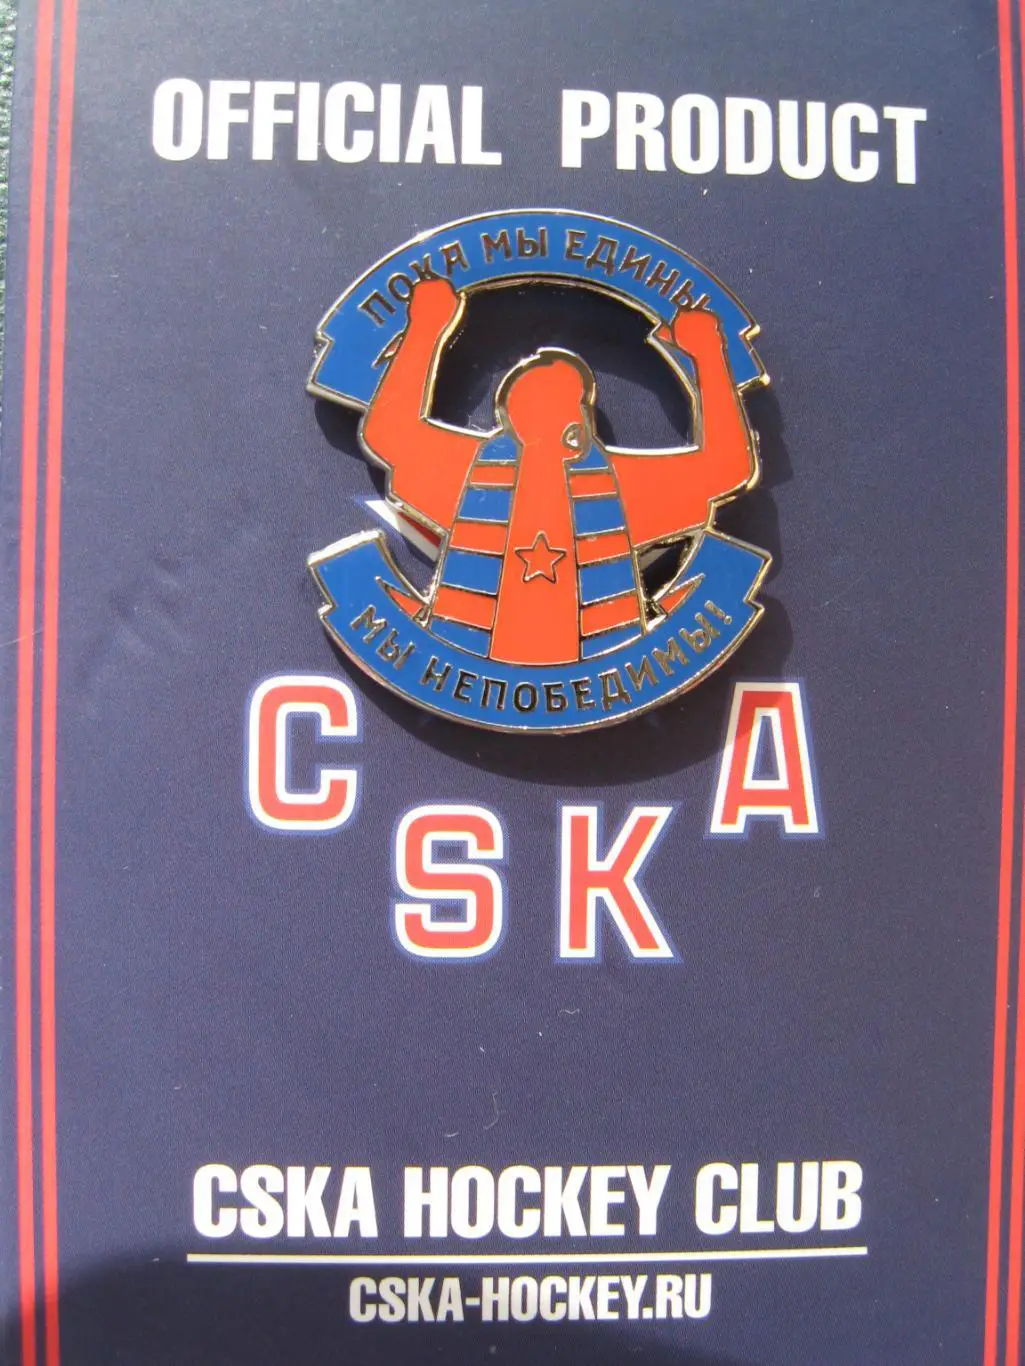 OFFICIAL PRODUCT
ПОКА МЫ ЕДИНЫ
МЫ НЕПОБЕДИМЫ!
CSKA
CSKA HOCKEY CLUB
CSKA-HOCKEY.RU